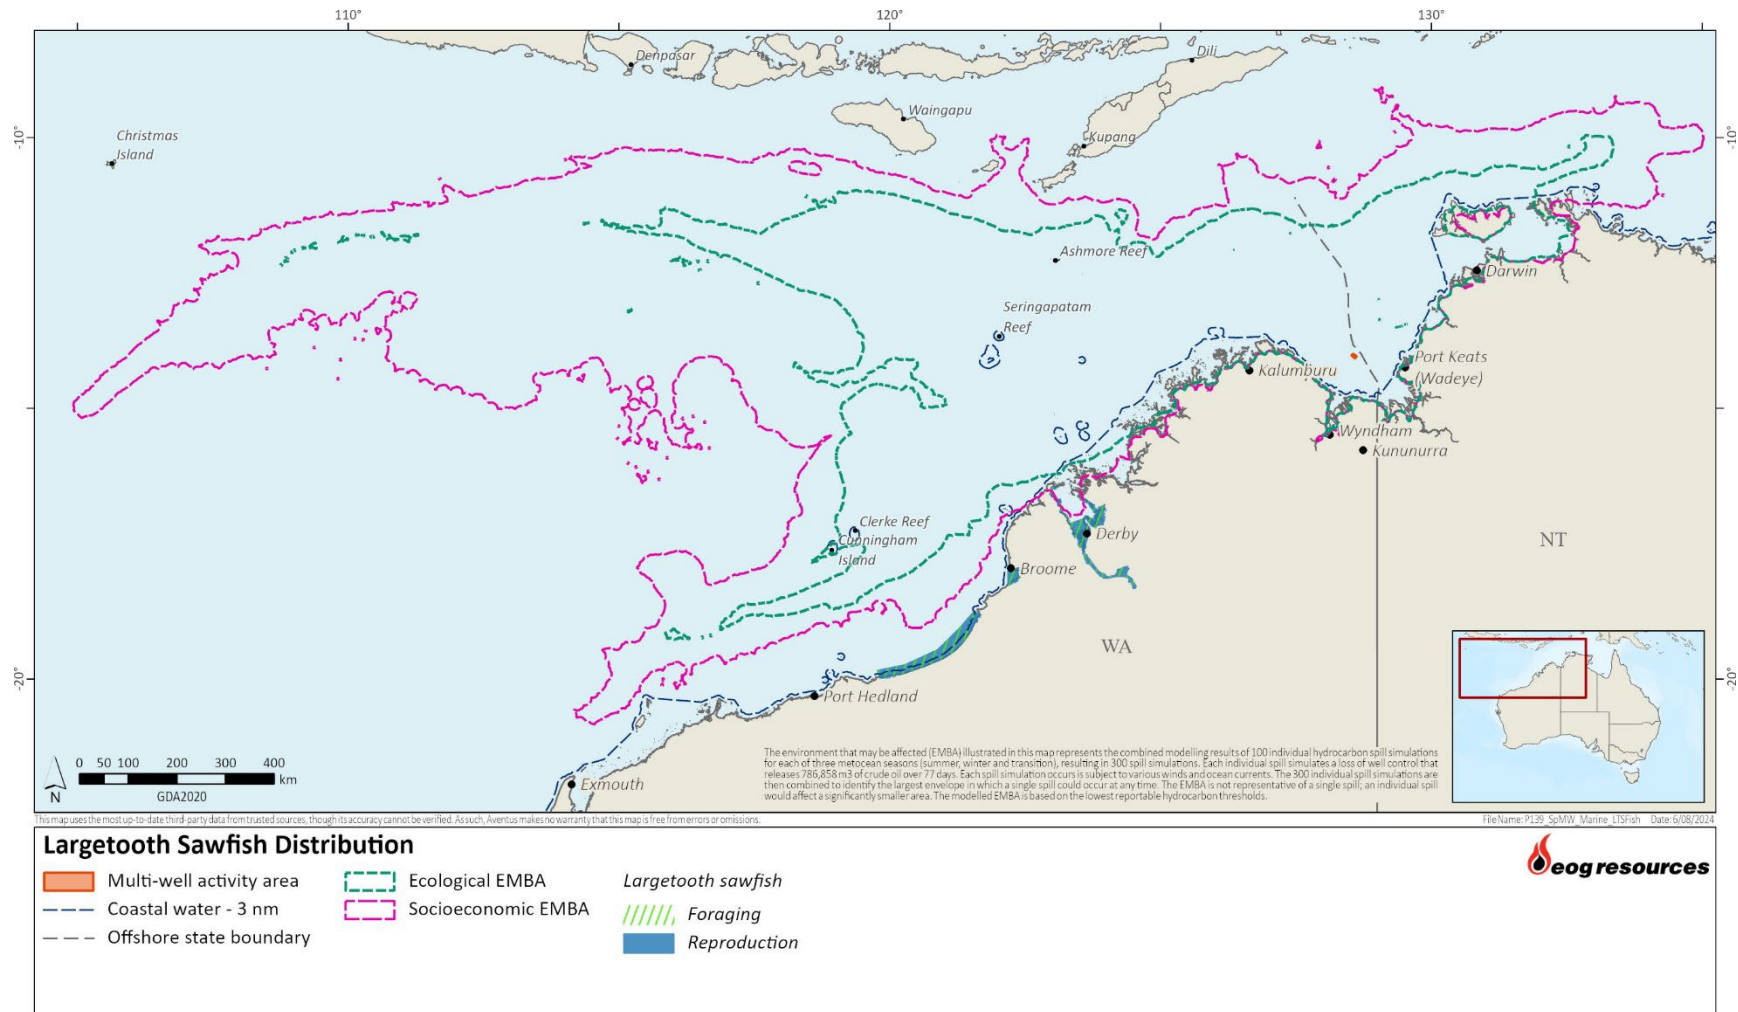 110°
120°
130°
-10°
-10°
-20°
-20°
Denpasar
Dili
Waingapu
Christmas
Island
Kupang
Ashmore Reef
Darwin
Seringapatam
Reef
Port Keats
(Wadeye)
Kalumburu
Wyndham
Kununurra
Clerke Reef
Cunningham
Island
Derby
NT
Broome
WA
Port Hedland
Exmouth
0 50 100 200 300 400
km
N
GDA2020
The environment that may be affected (EMBA) illustrated in this map represents the combined modelling results of 100 individual hydrocarbon spill simulations
for each of three metocean seasons (summer, winter and transition), resulting in 300 spill simulations. Each individual spill simulates a loss of well control that
releases 786,858 m3 of crude oil over 77 days. Each spill simulation occurs is subject to various winds and ocean currents. The 300 individual spill simulations are
then combined to identify the largest envelope in which a single spill could occur at any time. The EMBA is not representative of a single spill; an individual spill
would affect a significantly smaller area. The modelled EMBA is based on the lowest reportable hydrocarbon thresholds.
This map uses the most up-to-date third-party data from trusted sources, though its accuracy cannot be verified. As such, Aventus makes no warranty that this map is free from errors or omissions.
File Name: P139_SpMW_Marine_LTSFish Date: 6/08/2024
Largetooth Sawfish Distribution
Multi-well activity area
Coastal water - 3 nm
Offshore state boundary
Ecological EMBA
Socioeconomic EMBA
Largetooth sawfish
Foraging
Reproduction
eog resources